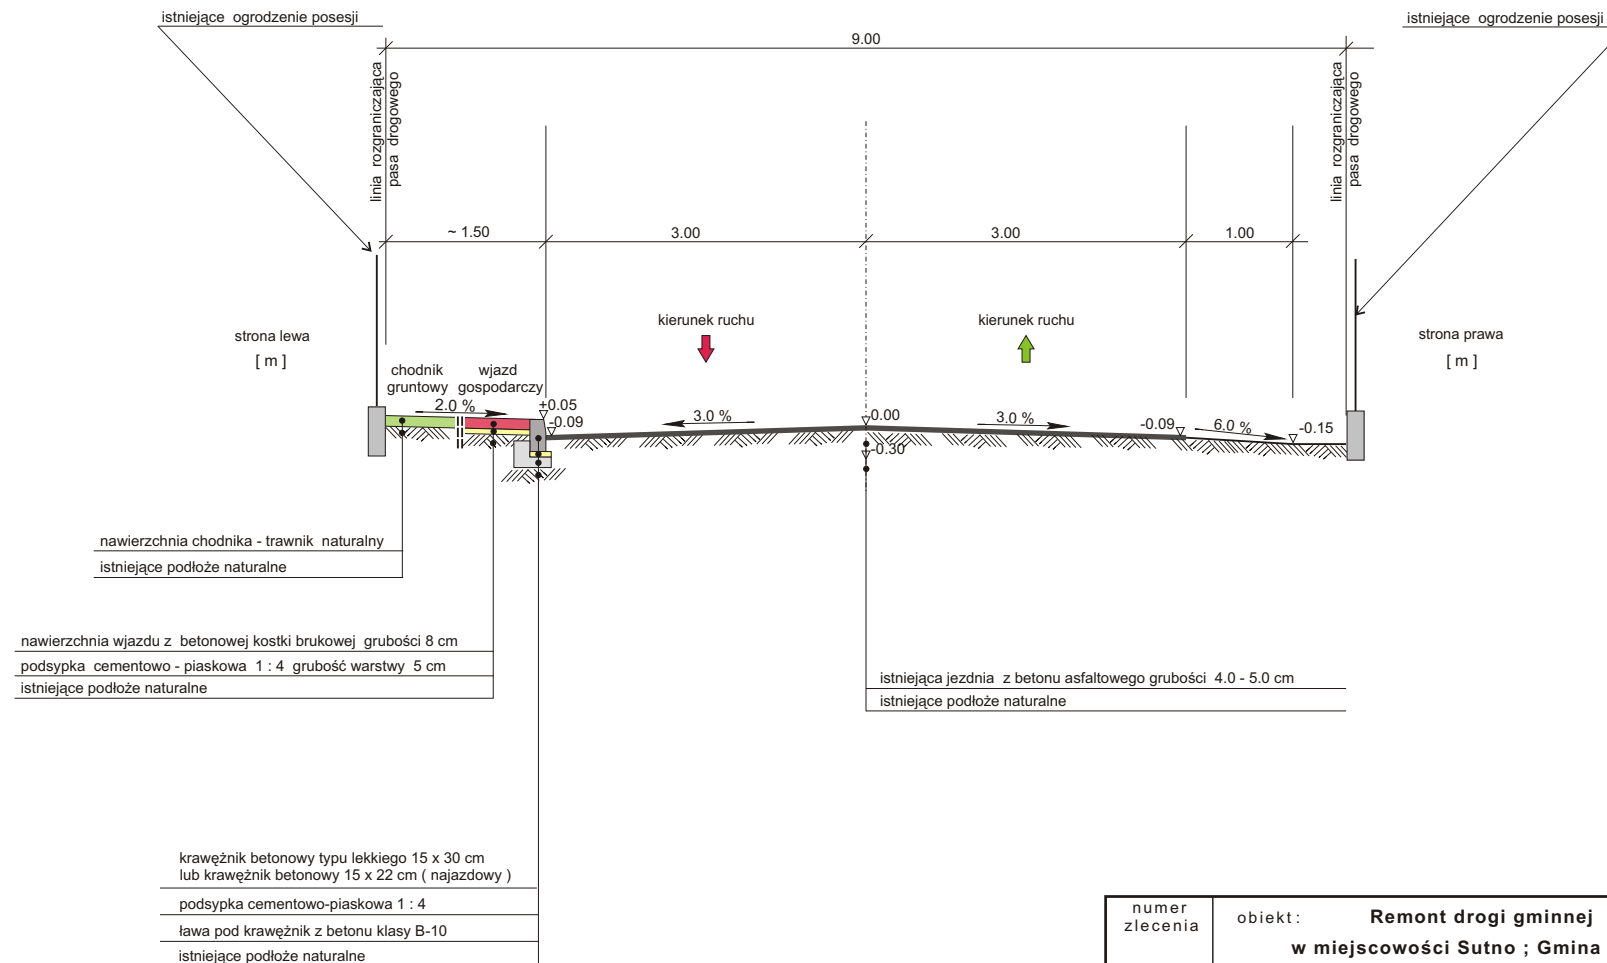 istniejące ogrodzenie posesji
istniejące ogrodzenie posesji
9.00
linia rozgraniczająca
pasa drogowego
linia rozgraniczająca
pasa drogowego
~ 1.50
3.00
3.00
1.00
strona lewa
[ m ]
kierunek ruchu
kierunek ruchu
strona prawa
[ m ]
chodnik
gruntowy
wjazd
gospodarczy
2.0 %
+0.05
-0.09
3.0 %
-0.00
-0.30
3.0 %
-0.09
6.0 %
-0.15
nawierzchnia chodnika - trawnik naturalny
istniejące podłoże naturalne
nawierzchnia wjazdu z betonowej kostki brukowej grubości 8 cm
podsypka cementowo - piaskowa 1 : 4 grubość warstwy 5 cm
istniejące podłoże naturalne
istniejąca jezdnia z betonu asfaltowego grubości 4.0 - 5.0 cm
istniejące podłoże naturalne
krawężnik betonowy typu lekkiego 15 x 30 cm
lub krawężnik betonowy 15 x 22 cm ( najazdowy )
podsypka cementowo-piaskowa 1 : 4
ława pod krawężnik z betonu klasy B-10
istniejące podłoże naturalne
numer
zlecenia
obiekt: Remont drogi gminnej
w miejscowości Sutno ; Gmina